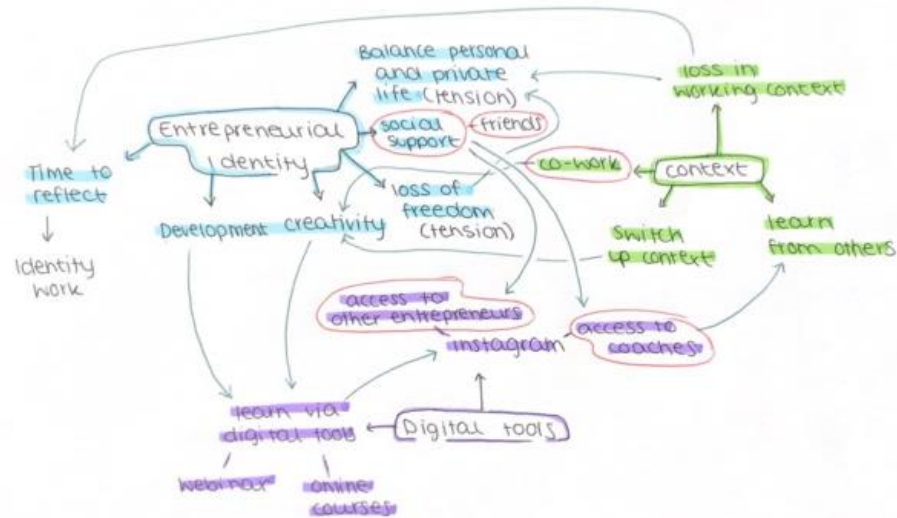 Balance personal
and private
life (tension)
loss in
working context
Entrepreneurial
Identity
social
support
friends
co-work
context
Time to
reflect
loss of
freedom
(tension)
Development
creativity
switch
up context
learn
from others
Identity
work
access to
other entrepreneurs
instagram
access to
coaches
learn via
digital tools
Digital tools
webinar
online
courses